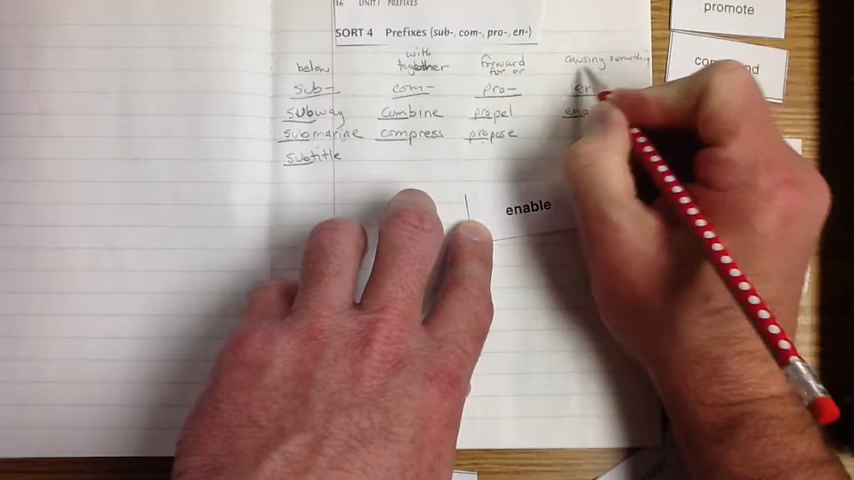 16 UNIT I PREFIXES
SORT 4 Prefixes (sub-, com-, pro-, en-)
below with together forward for or causing something
sub- com- pro- en
subway combine propel
submarine compress propose
subtitle
enable
promote